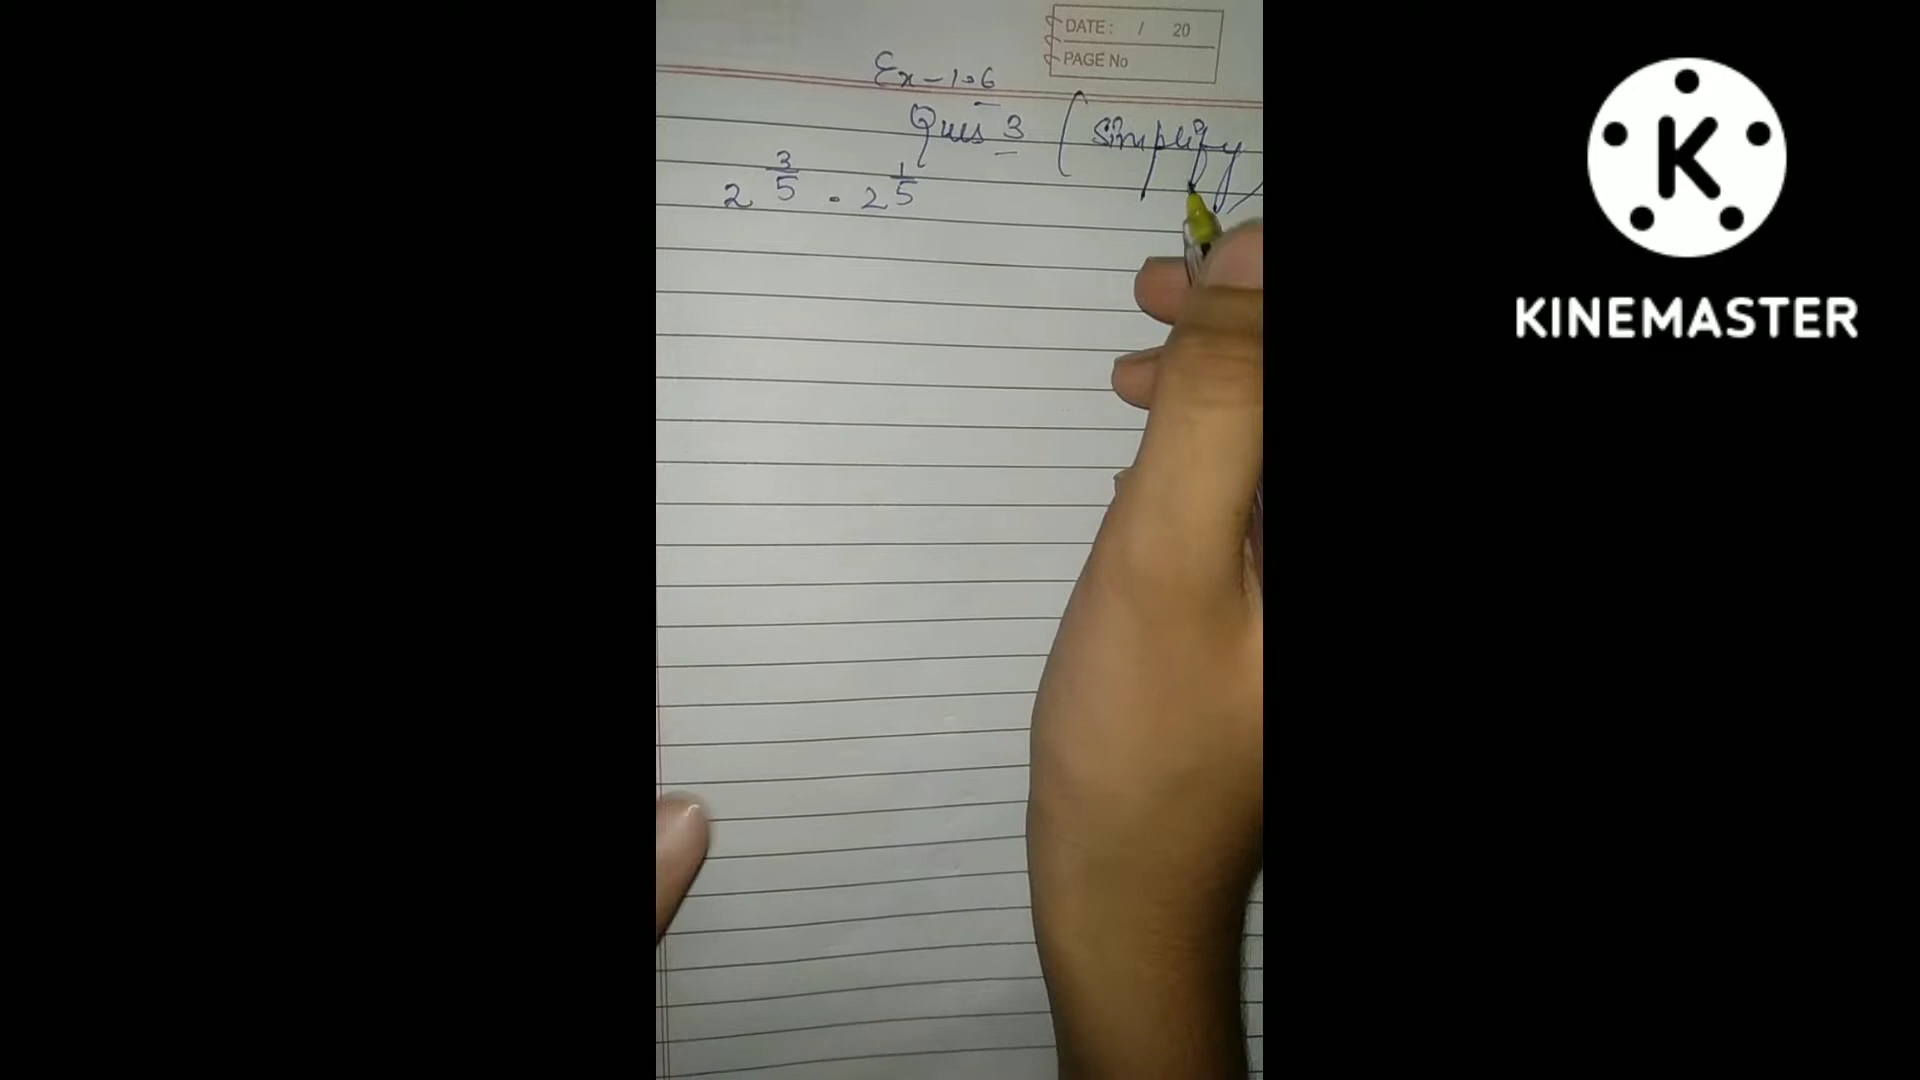 DATE: / 20
PAGE No
Ex-1.6
Ques 3 (Simplify)
2^{3/5} . 2^{1/5}
KINEMASTER